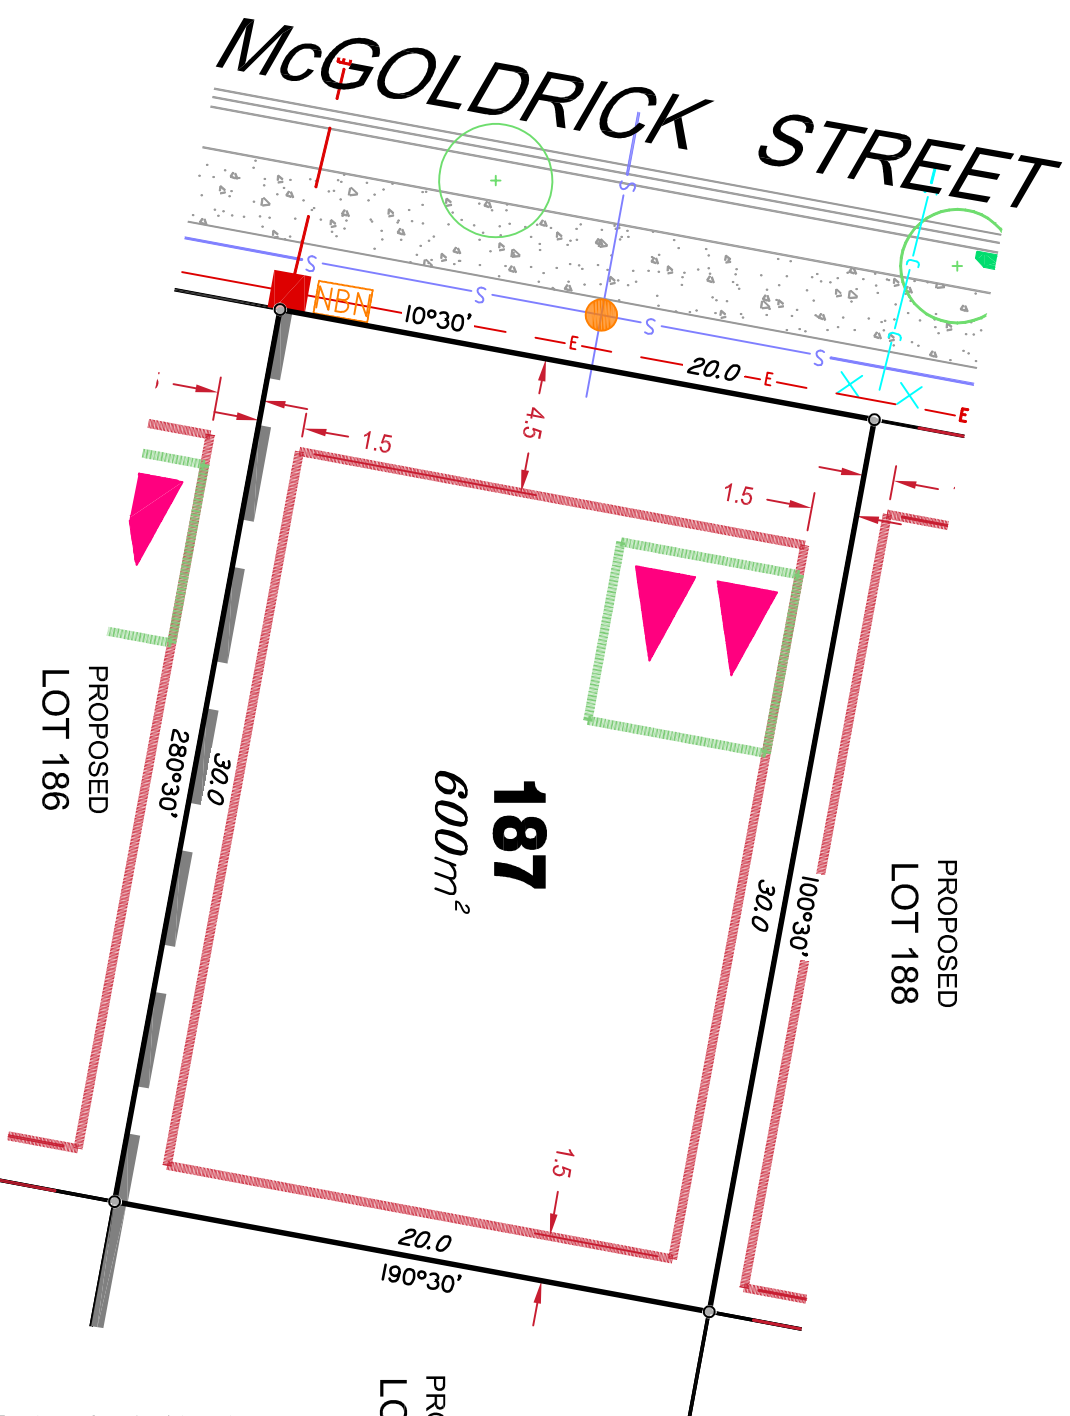 McGOLDRICK STREET
E
S
C
S
NBN
S
10°30'
S
C
S
E
20.0
E
E
4.5
1.5
1.5
PROPOSED
LOT 186
280°30'
30.0
187
600m²
30.0
100°30'
PROPOSED
LOT 188
1.5
20.0
190°30'